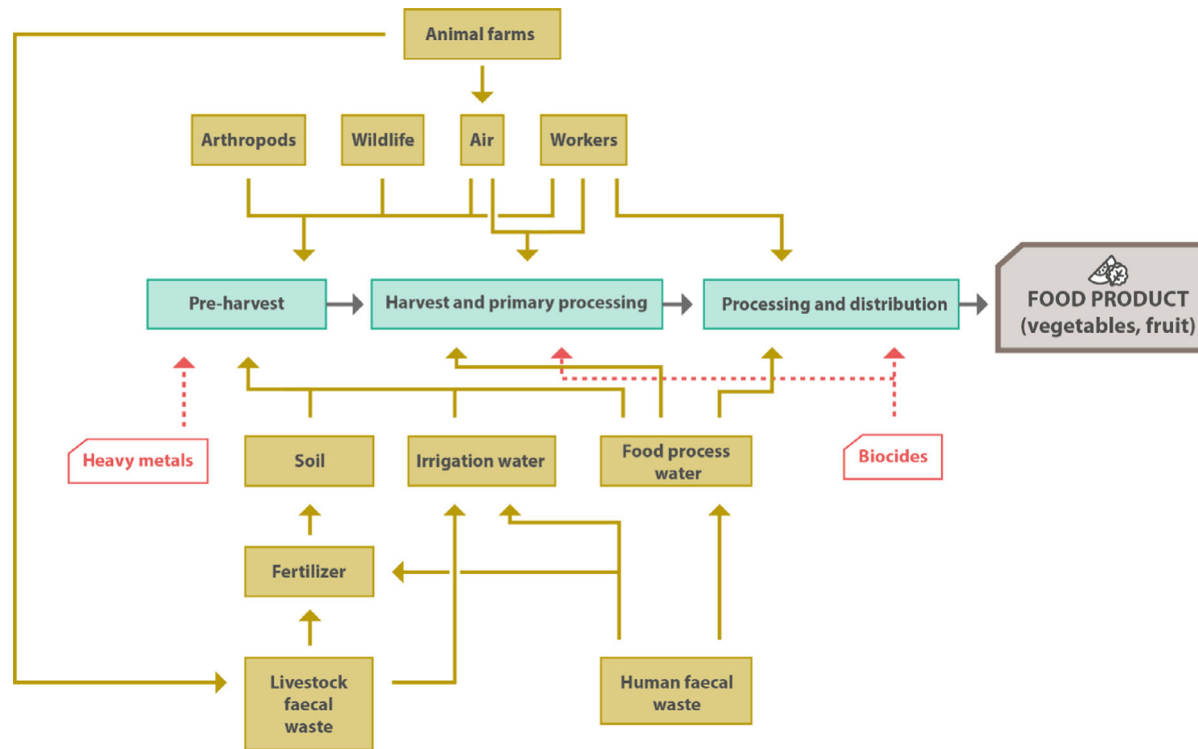 Animal farms
Arthropods
Wildlife
Air
Workers
Pre-harvest
Harvest and primary processing
Processing and distribution
FOOD PRODUCT
(vegetables, fruit)
Heavy metals
Soil
Irrigation water
Food process
water
Biocides
Fertilizer
Livestock
faecal
waste
Human faecal
waste